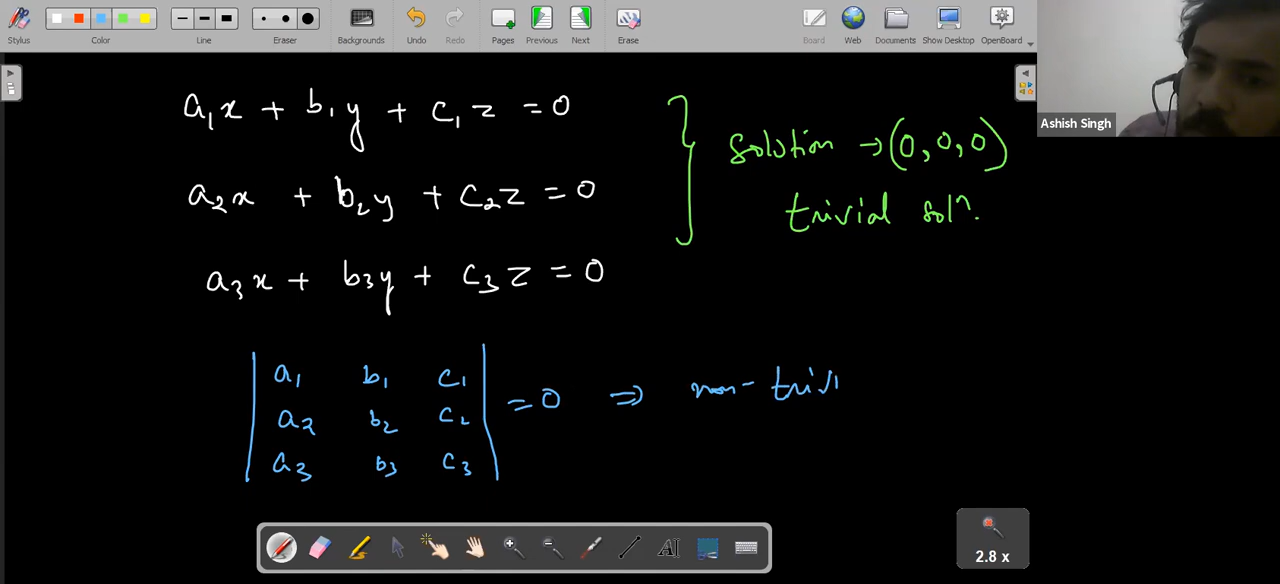 Stylus Color Line Eraser Backgrounds Undo Redo Pages Previous Next Erase Board Web Documents Show Desktop OpenBoard
Ashish Singh
a₁x + b₁y + c₁z = 0
solution → (0, 0, 0)
a₂x + b₂y + c₂z = 0
trivial solⁿ.
a₃x + b₃y + c₃z = 0
a₁ b₁ c₁
a₂ b₂ c₂ = 0 ⇒ non-trivi
a₃ b₃ c₃
AI
2.8 x